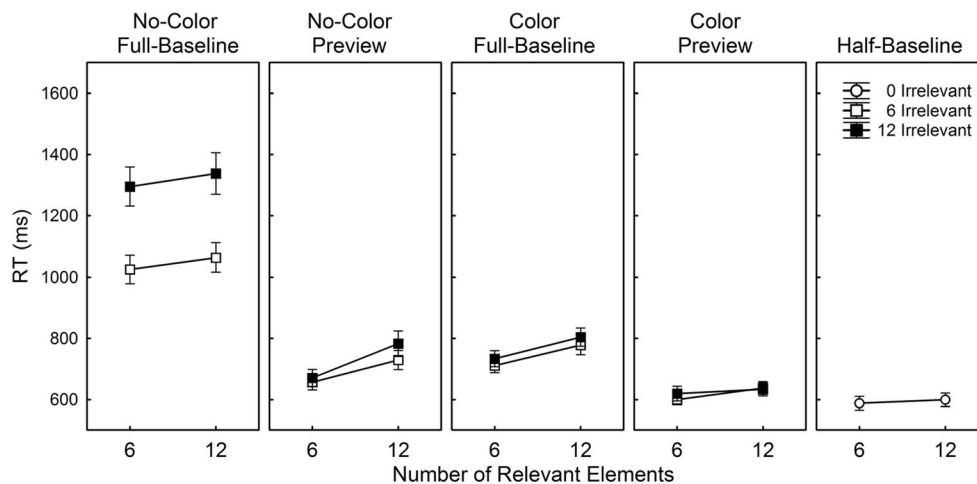 No-Color
Full-Baseline
No-Color
Preview
Color
Full-Baseline
Color
Preview
Half-Baseline
0 Irrelevant
6 Irrelevant
12 Irrelevant
RT (ms)
1600
1400
1200
1000
800
600
6 12
6 12
6 12
6 12
6 12
Number of Relevant Elements